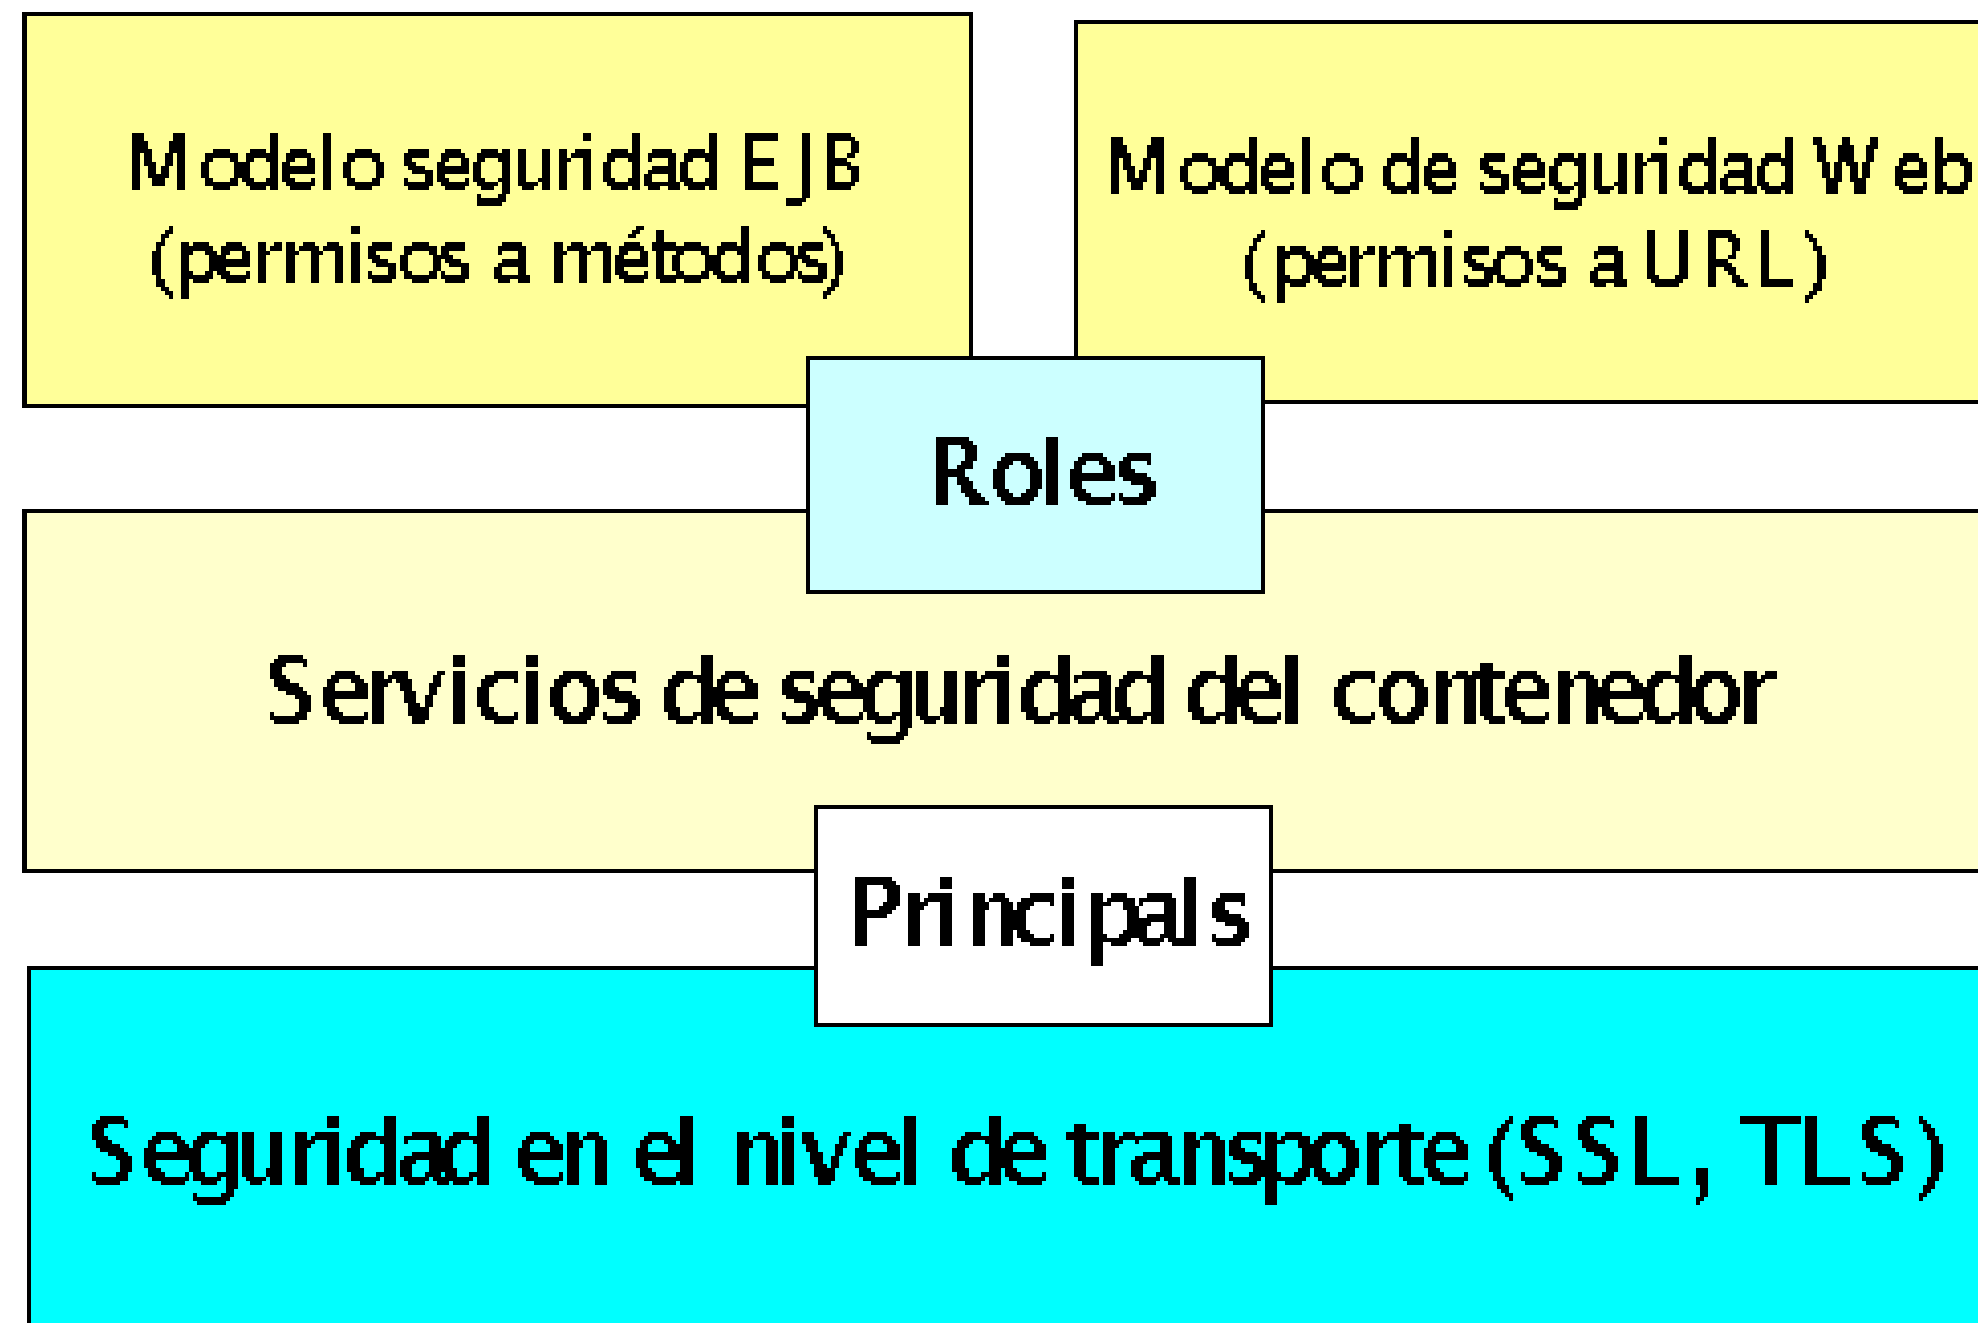 Modelo seguridad EJB
(permisos a métodos)
Modelo de seguridad Web
(permisos a URL)
Roles
Servicios de seguridad del contenedor
Principals
Seguridad en el nivel de transporte (SSL, TLS)